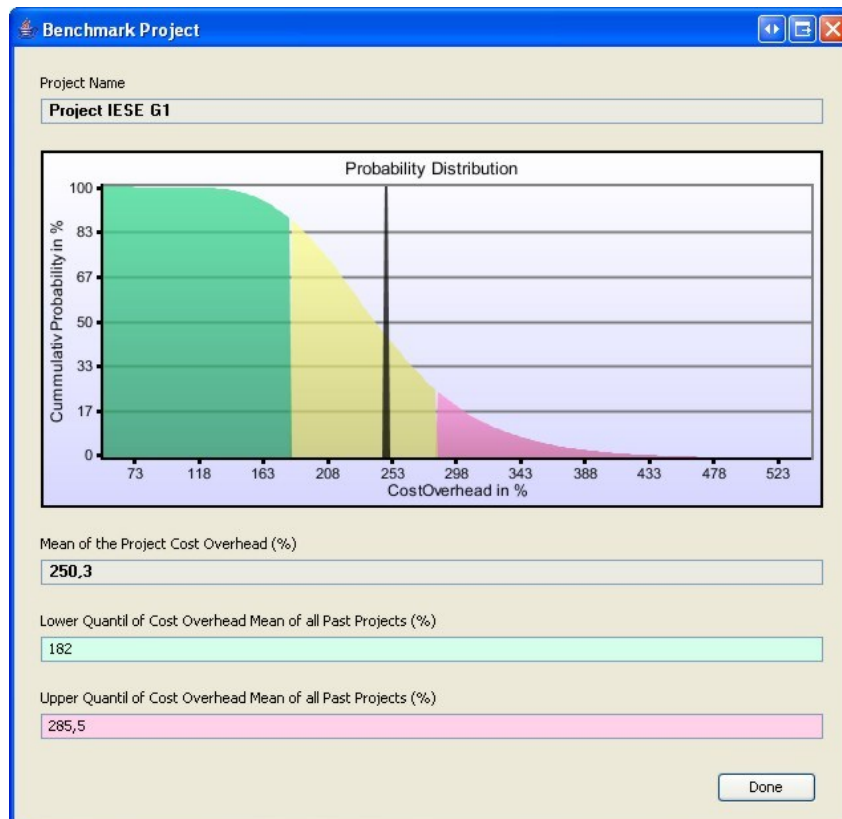 Benchmark Project
Project Name
Project IESE G1
Probability Distribution
Cummulativ Probability in %
100
83
67
50
33
17
0
73 118 163 208 253 298 343 388 433 478 523
CostOverhead in %
Mean of the Project Cost Overhead (%)
250,3
Lower Quantil of Cost Overhead Mean of all Past Projects (%)
182
Upper Quantil of Cost Overhead Mean of all Past Projects (%)
285,5
Done